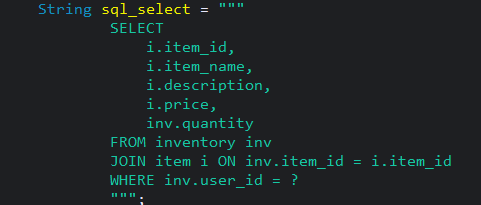 String sql_select = """
SELECT
i.item_id,
i.item_name,
i.description,
i.price,
inv.quantity
FROM inventory inv
JOIN item i ON inv.item_id = i.item_id
WHERE inv.user_id = ?
""";